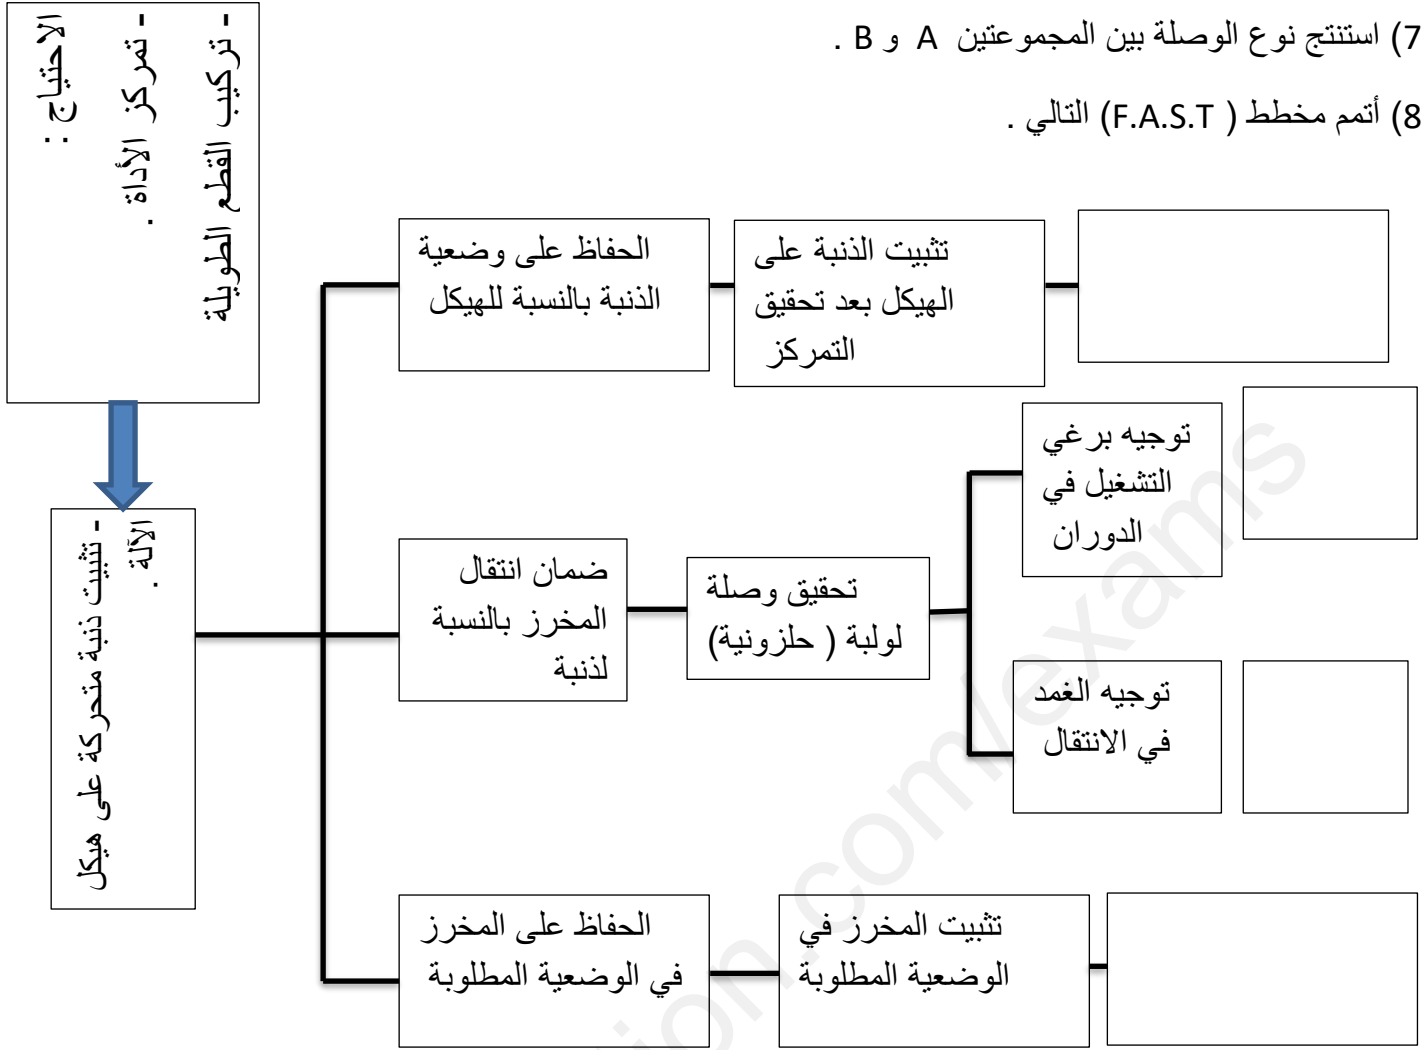 7) استنتج نوع الوصلة بين المجموعتين A و B .
8) أتمم مخطط ( F.A.S.T) التالي .
الاحتياج :
- تمركز الأداة .
- تركيب القطع الطويلة
- تثبيت ذنبة متحركة على هيكل
الآلة .
الحفاظ على وضعية
الذنبة بالنسبة للهيكل
تثبيت الذنبة على
الهيكل بعد تحقيق
التمركز
ضمان انتقال
المخرز بالنسبة
لذنبة
تحقيق وصلة
لولبة ( حلزونية)
توجيه برغي
التشغيل في
الدوران
توجيه الغمد
في الانتقال
الحفاظ على المخرز
في الوضعية المطلوبة
تثبيت المخرز في
الوضعية المطلوبة
ion.com/exams